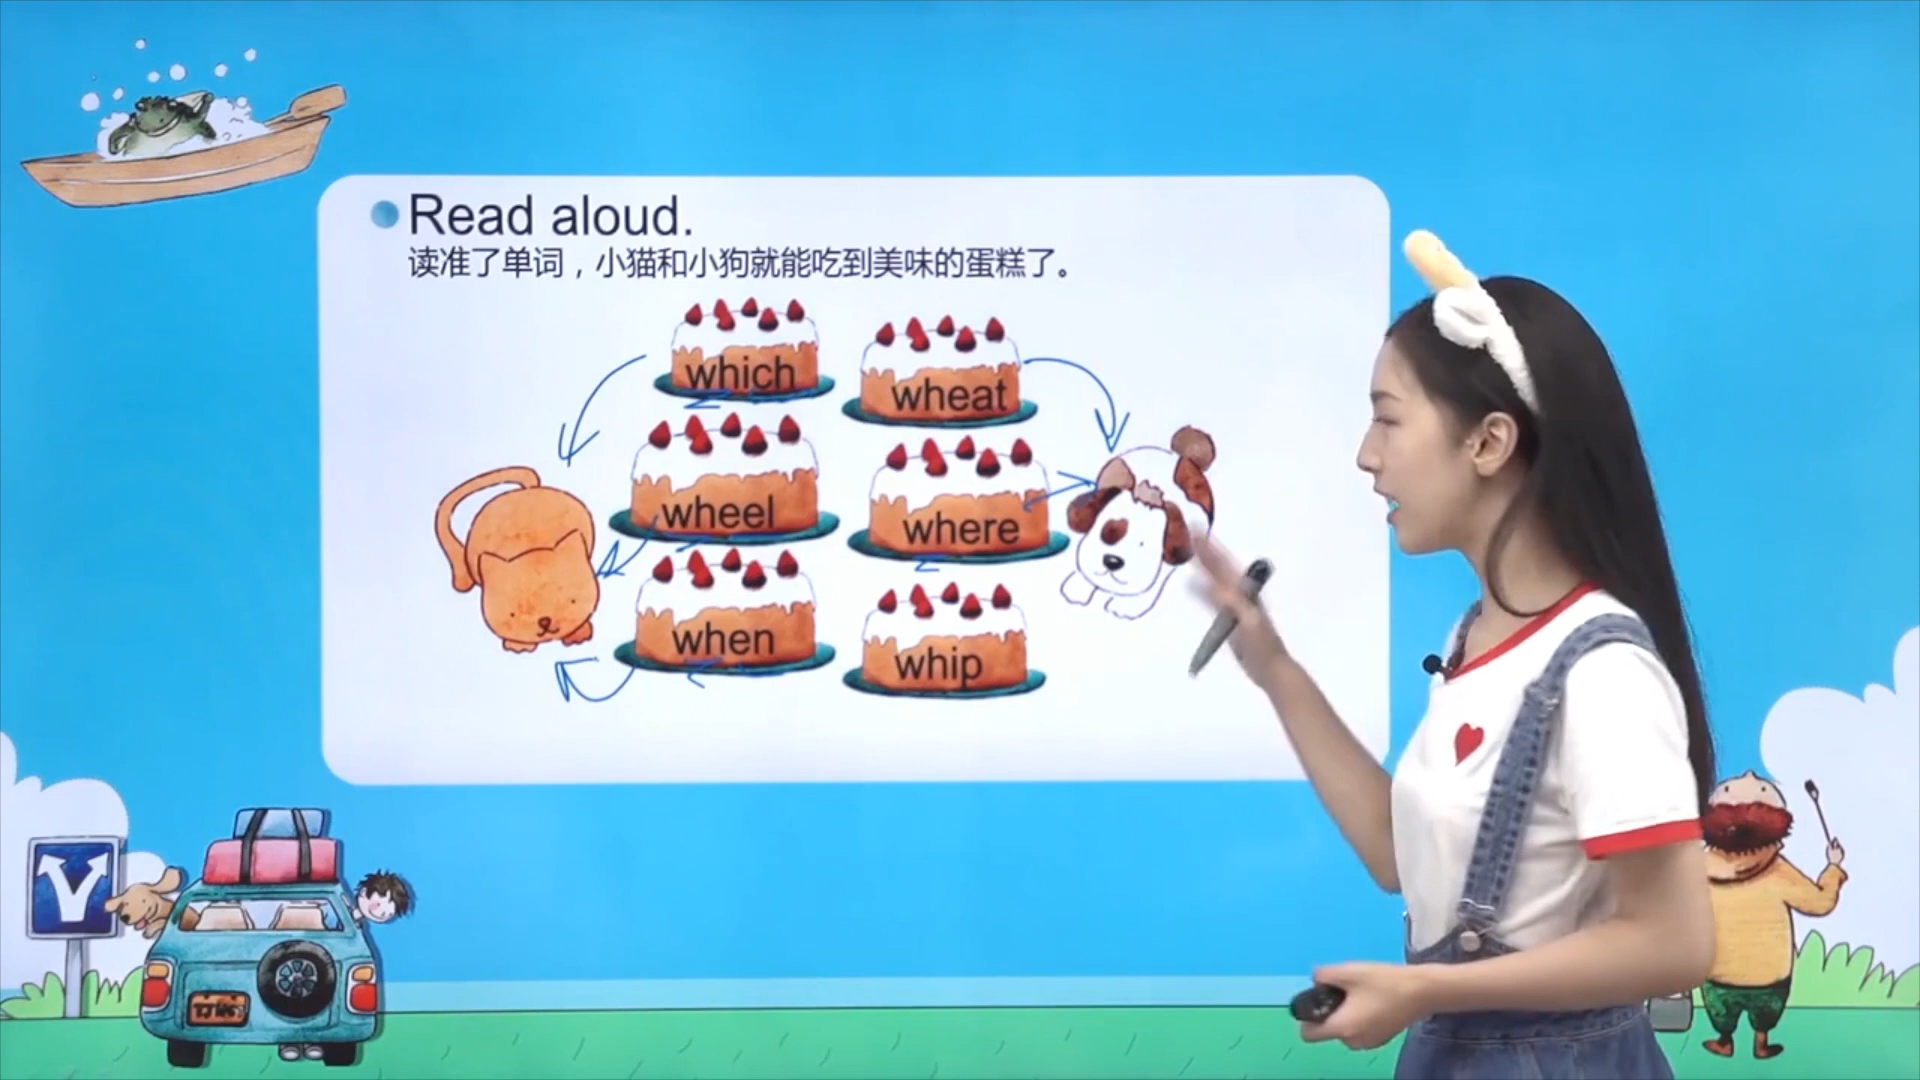 Read aloud.
读准了单词，小猫和小狗就能吃到美味的蛋糕了。
which
wheat
wheel
where
when
whip